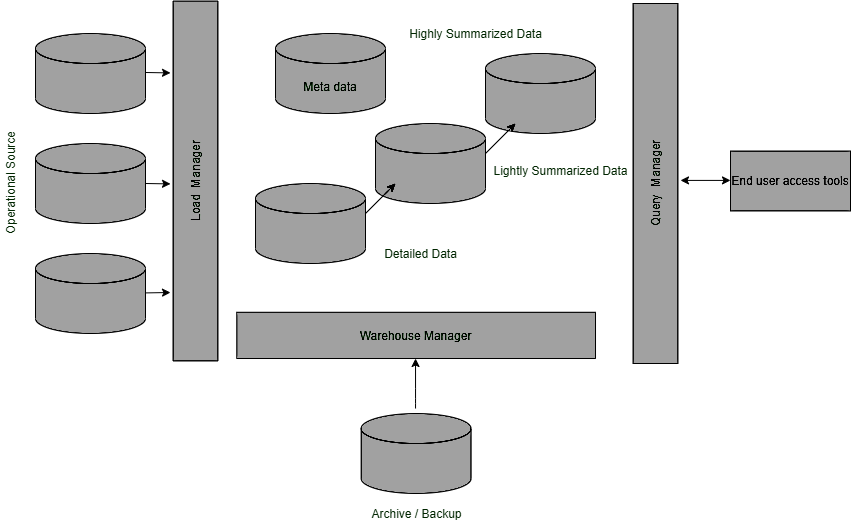 Highly Summarized Data
Meta data
Operational Source
Load Manager
Lightly Summarized Data
Query Manager
End user access tools
Detailed Data
Warehouse Manager
Archive / Backup